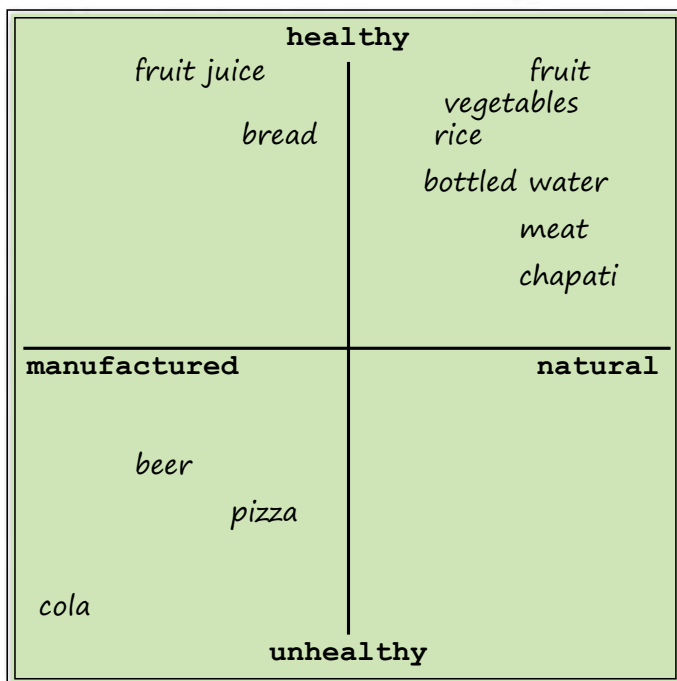 healthy
fruit juice fruit
vegetables
bread rice
bottled water
meat
chapati
manufactured natural
beer
pizza
cola
unhealthy